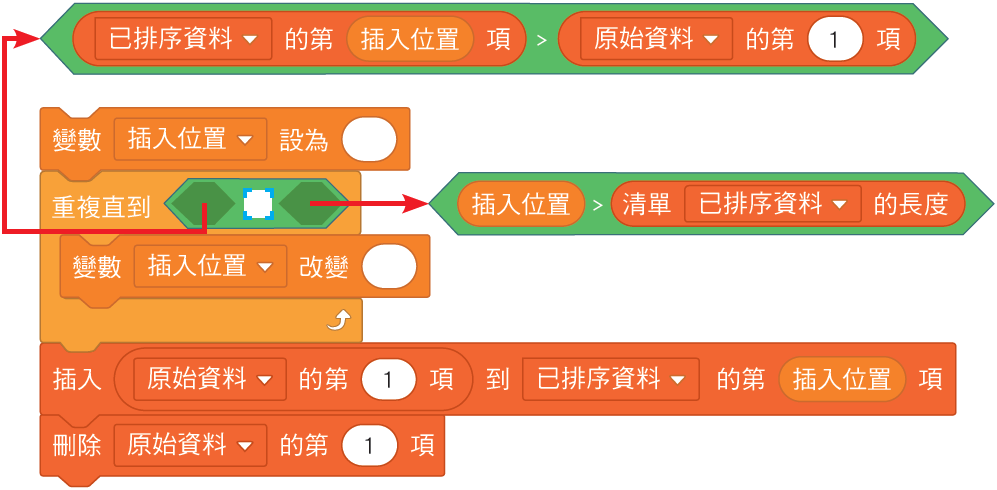 已排序資料 的第 插入位置 項 > 原始資料 的第 1 項
變數 插入位置 設為
重複直到
插入位置 > 清單 已排序資料 的長度
變數 插入位置 改變
插入 原始資料 的第 1 項 到 已排序資料 的第 插入位置 項
刪除 原始資料 的第 1 項